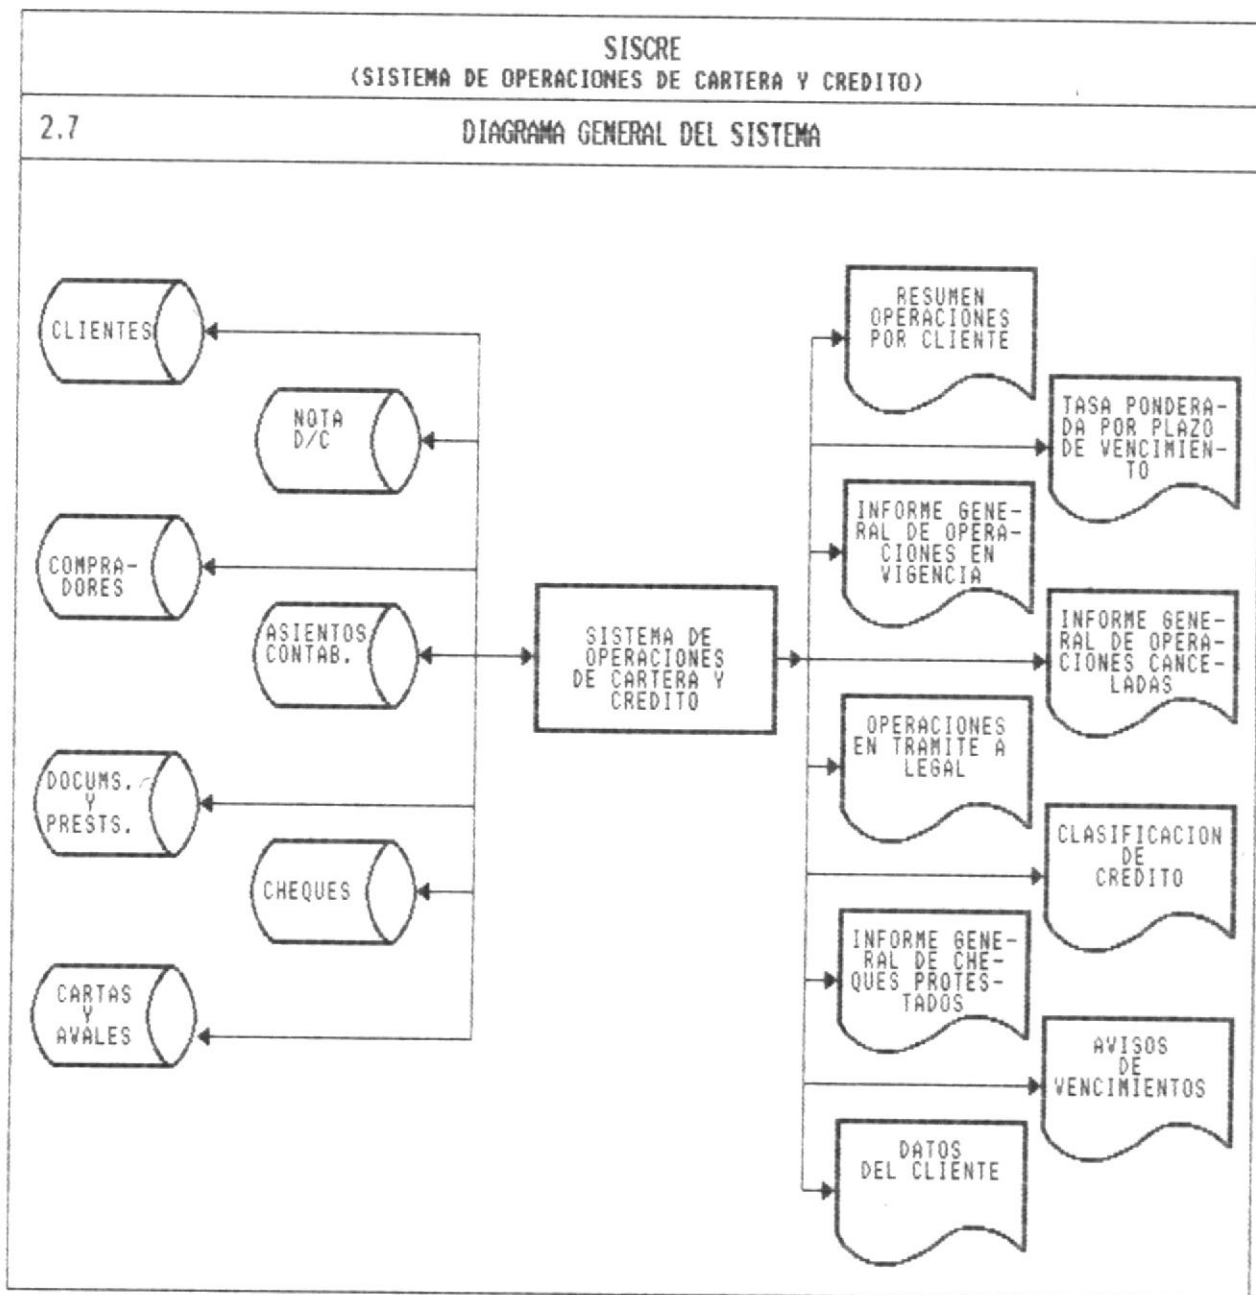 SISCRE
(SISTEMA DE OPERACIONES DE CARTERA Y CREDITO)
2.7 DIAGRAMA GENERAL DEL SISTEMA
CLIENTES
NOTA
D/C
COMPRA-
DORES
ASIENTOS
CONTAB.
DOCUMS.
Y
PRESTS.
CHEQUES
CARTAS
Y
AVALES
SISTEMA DE
OPERACIONES
DE CARTERA Y
CREDITO
RESUMEN
OPERACIONES
POR CLIENTE
TASA PONDERA-
DA POR PLAZO
DE VENCIMIEN-
TO
INFORME GENE-
RAL DE OPERA-
CIONES EN
VIGENCIA
INFORME GENE-
RAL DE OPERA-
CIONES CANCE-
LADAS
OPERACIONES
EN TRAMITE A
LEGAL
CLASIFICACION
DE
CREDITO
INFORME GENE-
RAL DE CHE-
QUES PROTES-
TADOS
AVISOS
DE
VENCIMIENTOS
DATOS
DEL CLIENTE